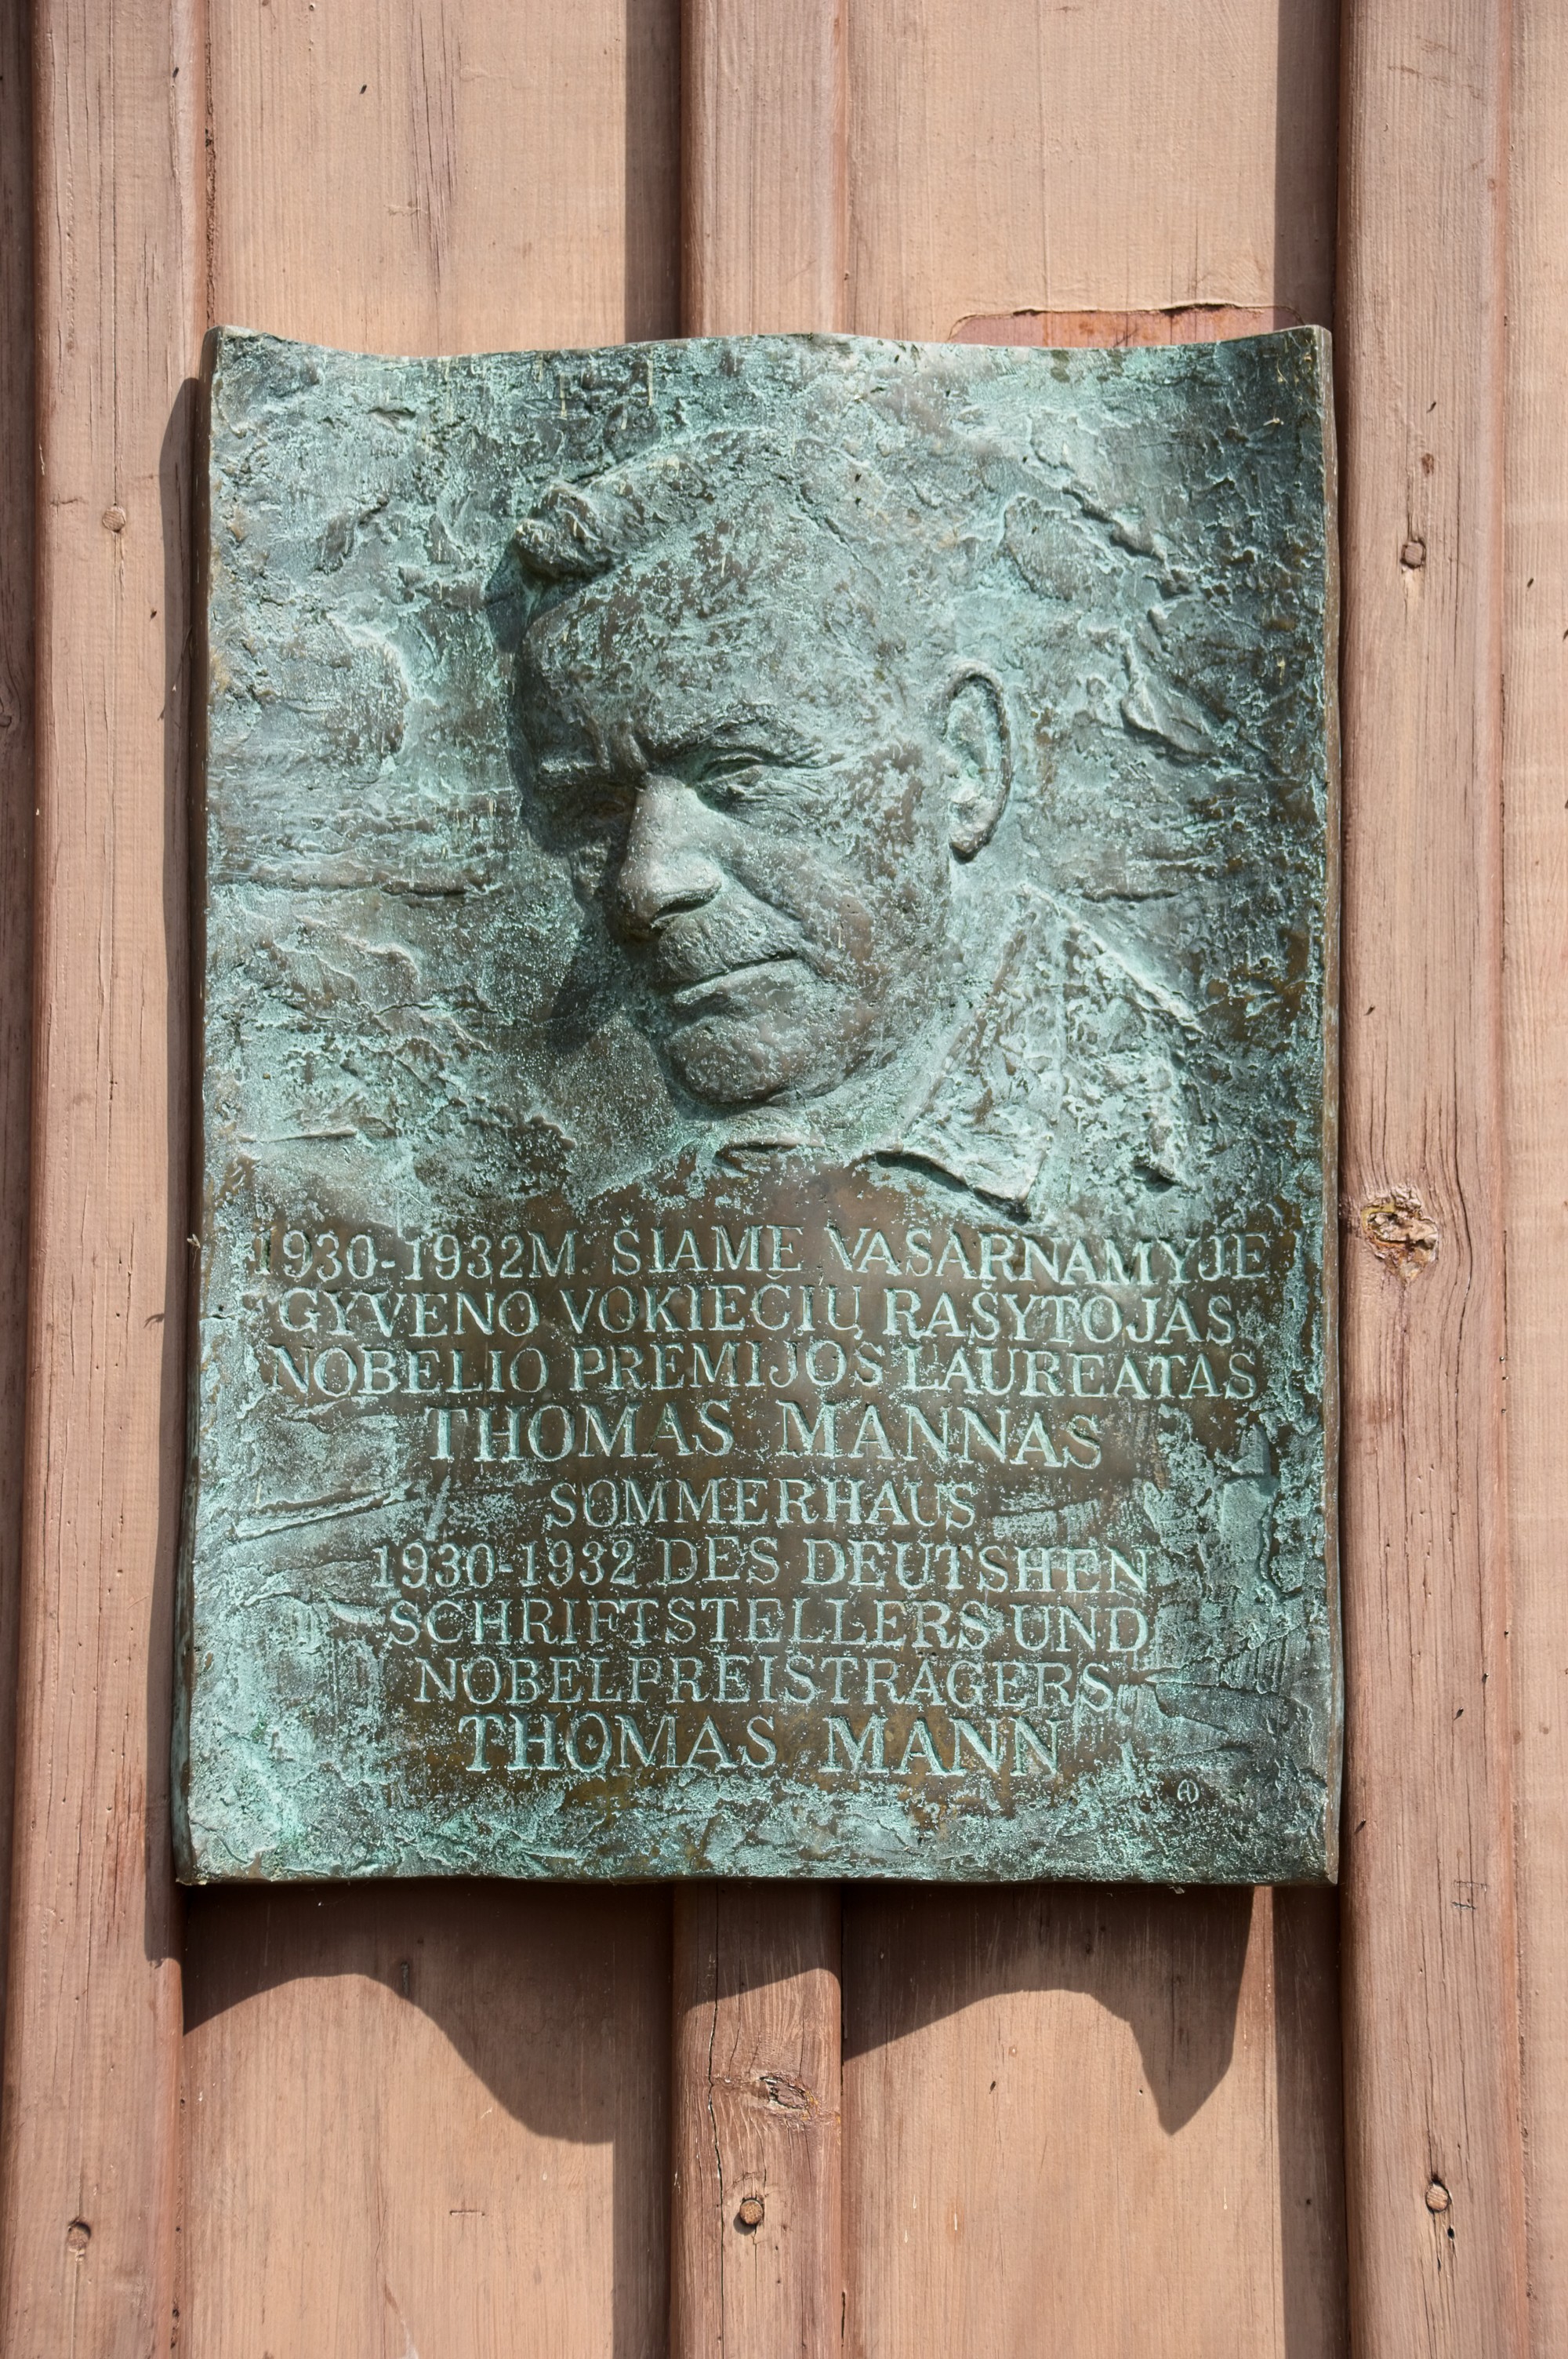 1930-1932M. ŠIAME VASARNAMYJE
GYVENO VOKIEČIŲ RAŠYTOJAS
NOBELIO PREMIJOS LAUREATAS
THOMAS MANNAS
SOMMERHAUS
1930-1932 DES DEUTSHEN
SCHRIFTSTELLERS UND
NOBELPREISTRÄGERS
THOMAS MANN